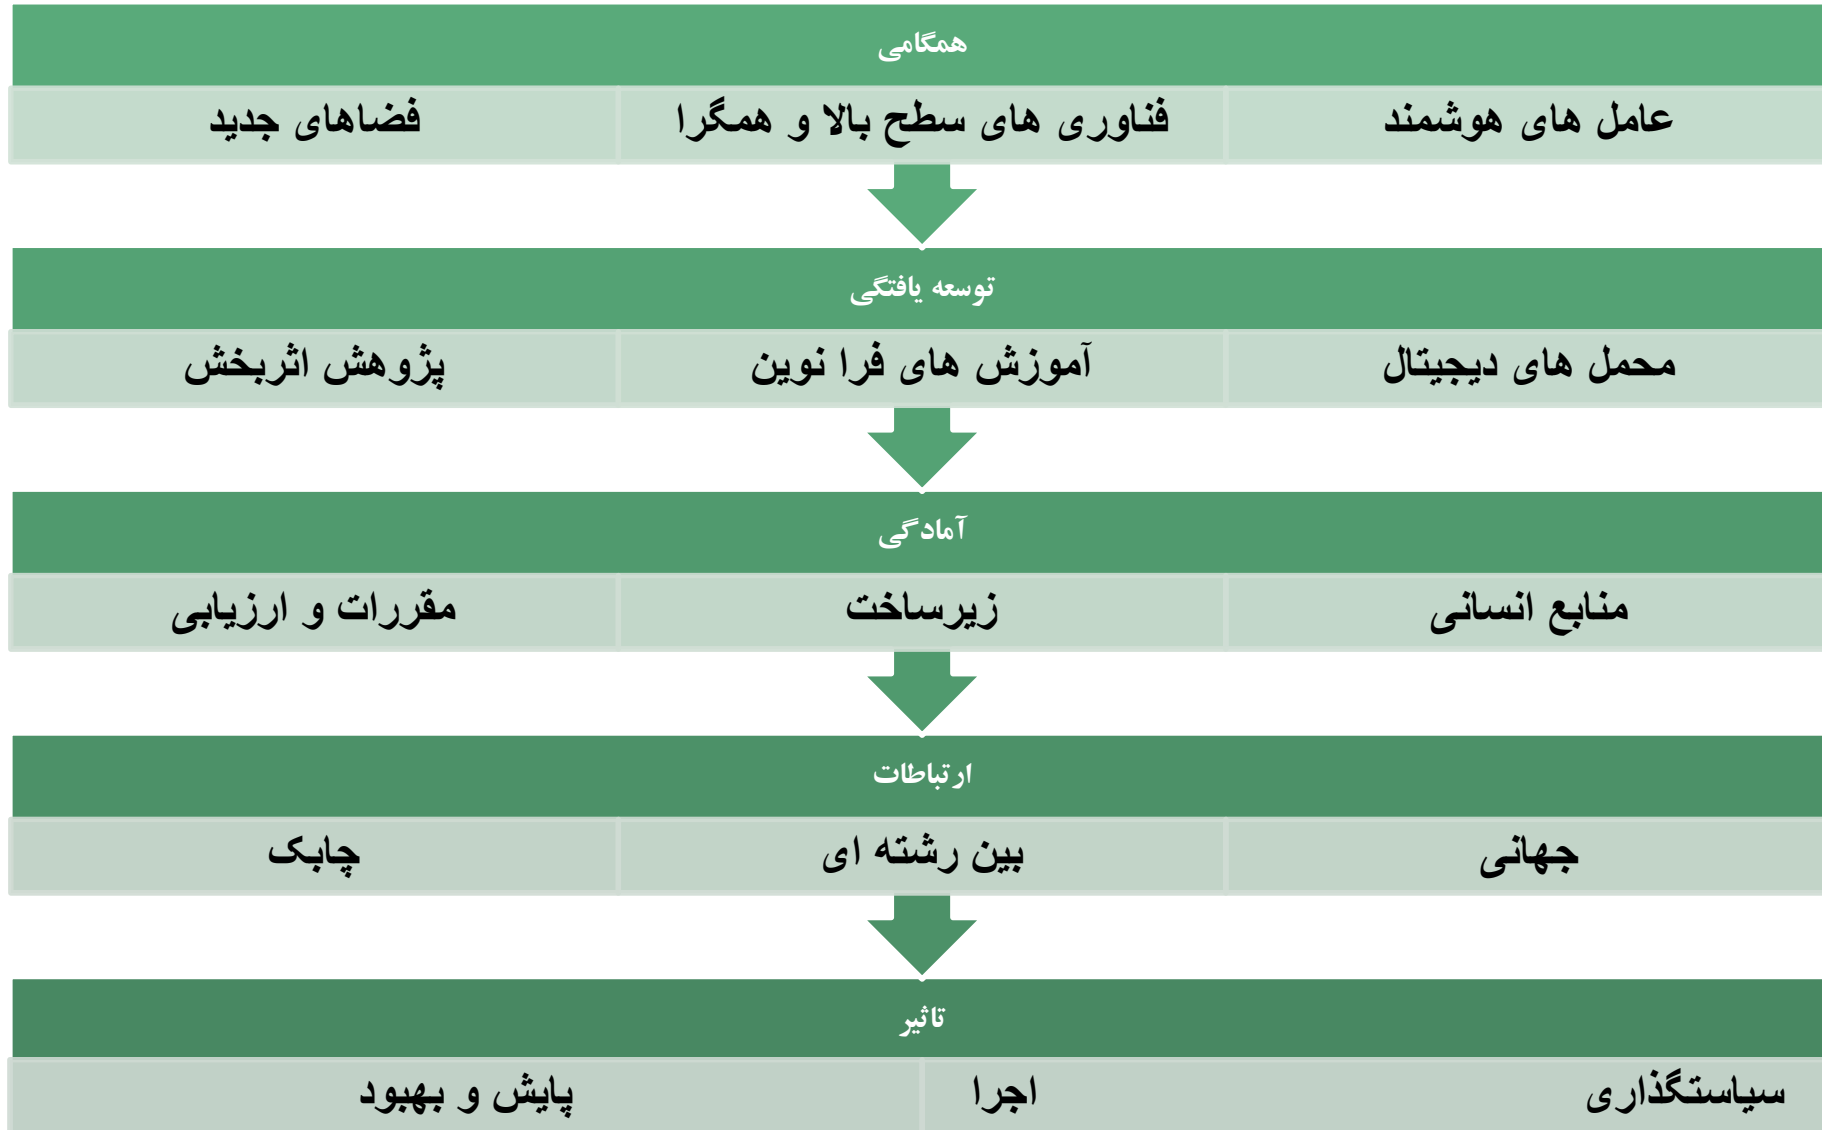 همگامی
عامل های هوشمند
فناوری های سطح بالا و همگرا
فضاهای جدید
توسعه یافتگی
محمل های دیجیتال
آموزش های فرا نوین
پژوهش اثربخش
آمادگی
منابع انسانی
زیرساخت
مقررات و ارزیابی
ارتباطات
جهانی
بین رشته ای
چابک
تاثیر
سیاستگذاری
اجرا
پایش و بهبود